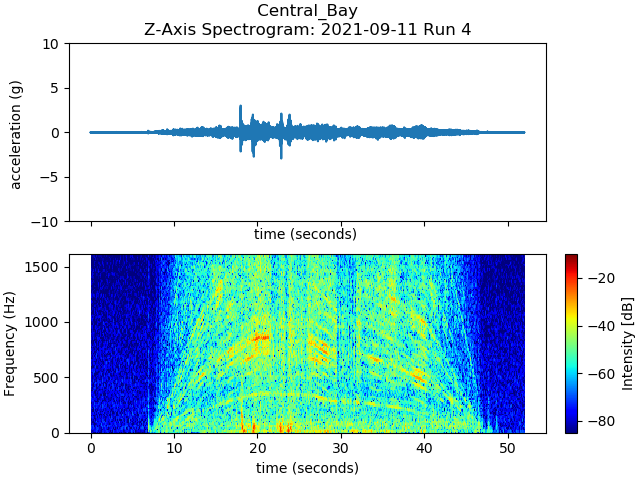 Central_Bay
Z-Axis Spectrogram: 2021-09-11 Run 4
10
5
0
−5
−10
acceleration (g)
time (seconds)
1500
1000
500
0
Frequency (Hz)
0 10 20 30 40 50
time (seconds)
−20
−40
−60
−80
Intensity [dB]